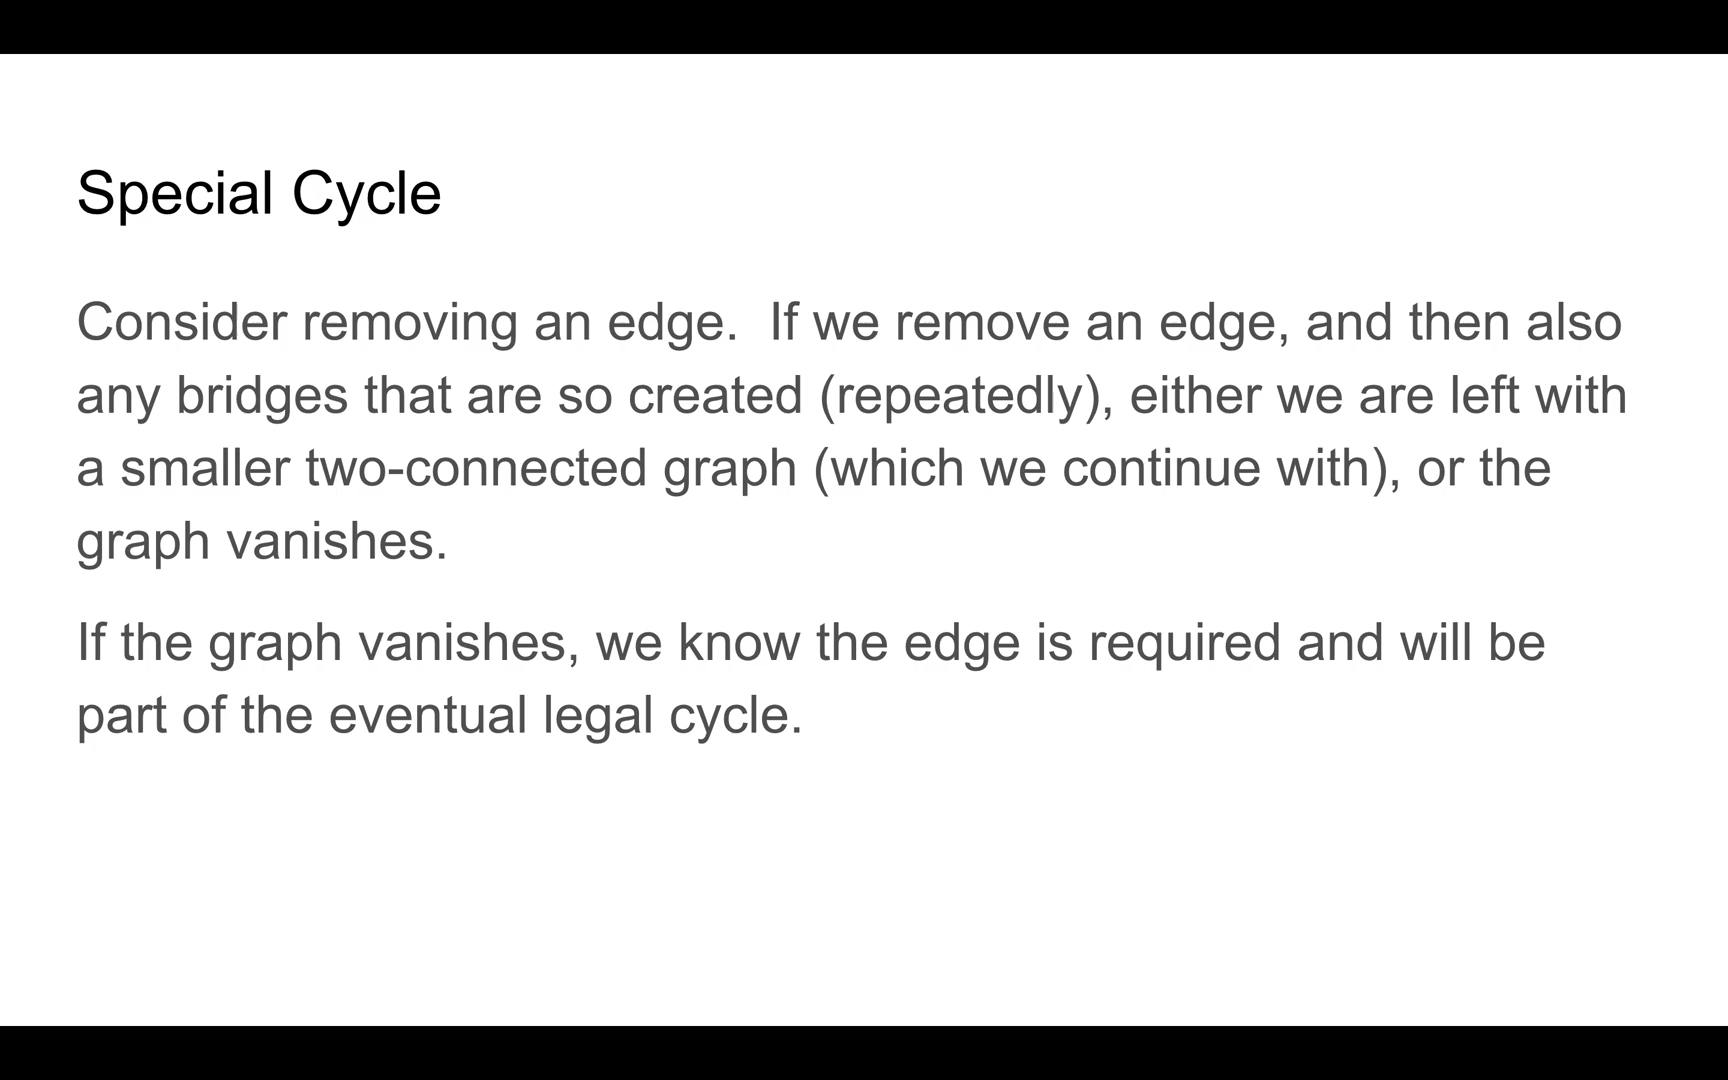 Special Cycle
Consider removing an edge.  If we remove an edge, and then also
any bridges that are so created (repeatedly), either we are left with
a smaller two-connected graph (which we continue with), or the
graph vanishes.
If the graph vanishes, we know the edge is required and will be
part of the eventual legal cycle.